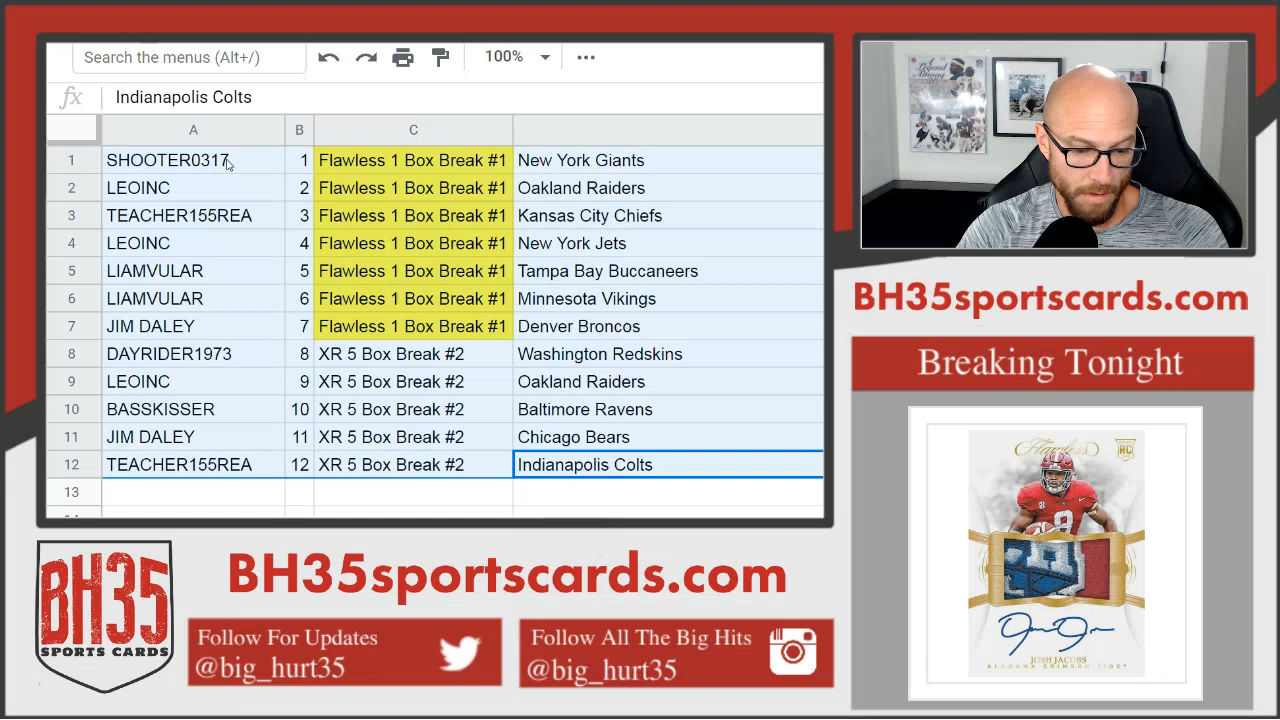 Search the menus (Alt+/)
100%
fx Indianapolis Colts
A B C
1 SHOOTER0317 1 Flawless 1 Box Break #1 New York Giants
2 LEOINC 2 Flawless 1 Box Break #1 Oakland Raiders
3 TEACHER155REA 3 Flawless 1 Box Break #1 Kansas City Chiefs
4 LEOINC 4 Flawless 1 Box Break #1 New York Jets
5 LIAMVULAR 5 Flawless 1 Box Break #1 Tampa Bay Buccaneers
6 LIAMVULAR 6 Flawless 1 Box Break #1 Minnesota Vikings
7 JIM DALEY 7 Flawless 1 Box Break #1 Denver Broncos
8 DAYRIDER1973 8 XR 5 Box Break #2 Washington Redskins
9 LEOINC 9 XR 5 Box Break #2 Oakland Raiders
10 BASSKISSER 10 XR 5 Box Break #2 Baltimore Ravens
11 JIM DALEY 11 XR 5 Box Break #2 Chicago Bears
12 TEACHER155REA 12 XR 5 Box Break #2 Indianapolis Colts
13
Legend
Among
BH35sportscards.com
Breaking Tonight
Flawless
RC
8
JOSH JACOBS
ALABAMA CRIMSON TIDE
BH35
SPORTS CARDS
BH35sportscards.com
Follow For Updates
@big_hurt35
Follow All The Big Hits
@big_hurt35